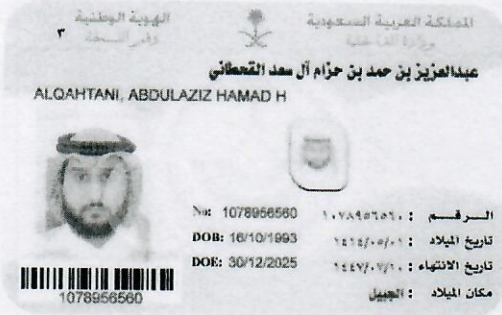 المملكة العربية السعودية
وزارة الداخلية
الهوية الوطنية
٣
عبدالعزيز بن حمد بن حزام آل سعد القحطاني
ALQAHTANI, ABDULAZIZ HAMAD H
الرقم : ١٠٧٨٩٥٦٥٦٠ No: 1078956560
تاريخ الميلاد : ١٤١٤/٠٥/٠١ DOB: 16/10/1993
تاريخ الانتهاء : ١٤٤٧/٠٧/١٠ DOE: 30/12/2025
مكان الميلاد : الجبيل
1078956560